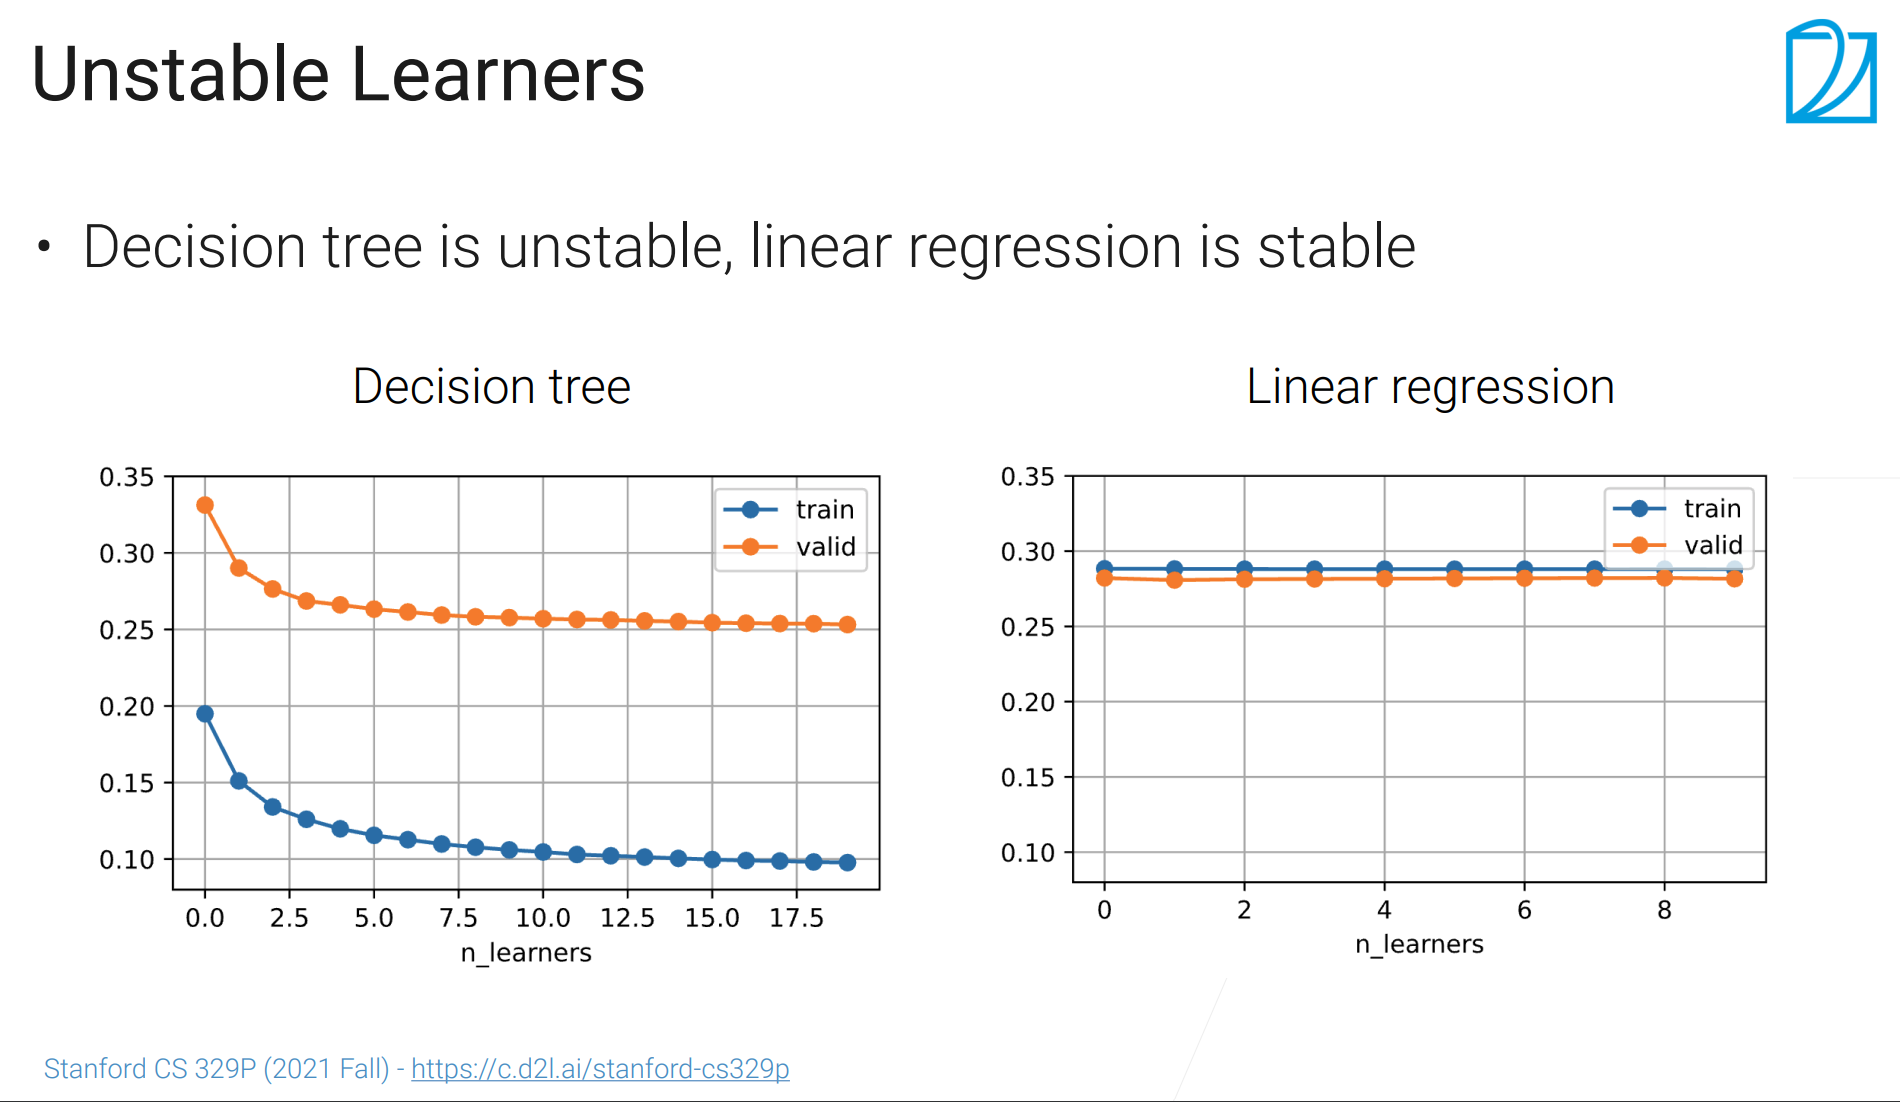 Unstable Learners
• Decision tree is unstable, linear regression is stable
Decision tree
0.35
0.30
0.25
0.20
0.15
0.10
train
valid
0.0 2.5 5.0 7.5 10.0 12.5 15.0 17.5
n_learners
Linear regression
0.35
0.30
0.25
0.20
0.15
0.10
train
valid
0 2 4 6 8
n_learners
Stanford CS 329P (2021 Fall) - https://c.d2l.ai/stanford-cs329p